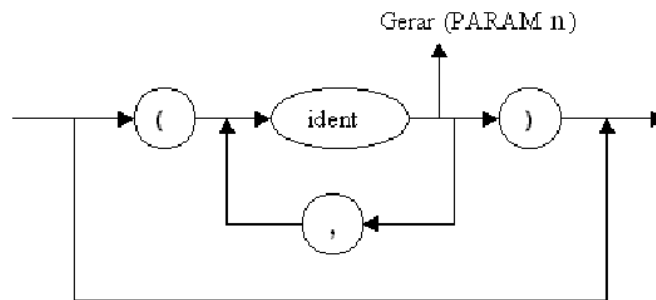 Gerar (PARAM n)
( ident )
,